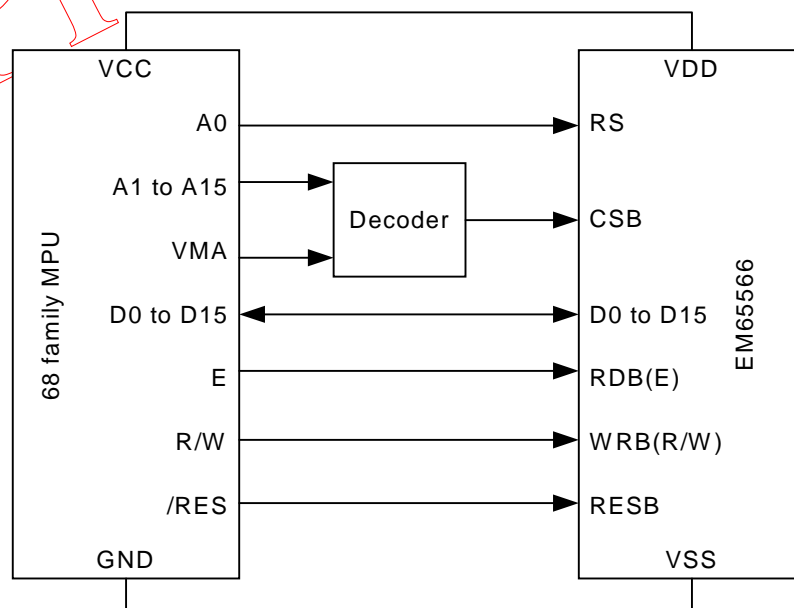 VCC
VDD
A0
RS
A1 to A15
Decoder
CSB
VMA
68 family MPU
EM65566
D0 to D15
D0 to D15
E
RDB(E)
R/W
WRB(R/W)
/RES
RESB
GND
VSS